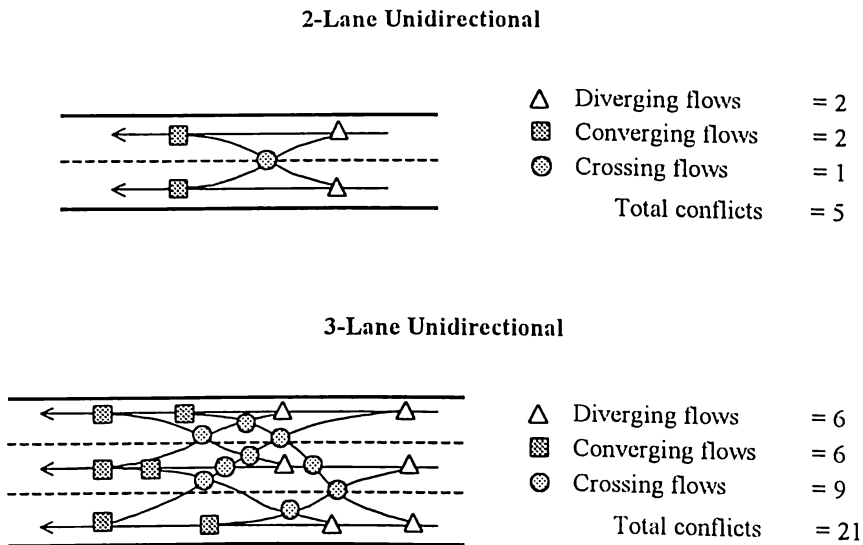 2-Lane Unidirectional
Diverging flows = 2
Converging flows = 2
Crossing flows = 1
Total conflicts = 5
3-Lane Unidirectional
Diverging flows = 6
Converging flows = 6
Crossing flows = 9
Total conflicts = 21